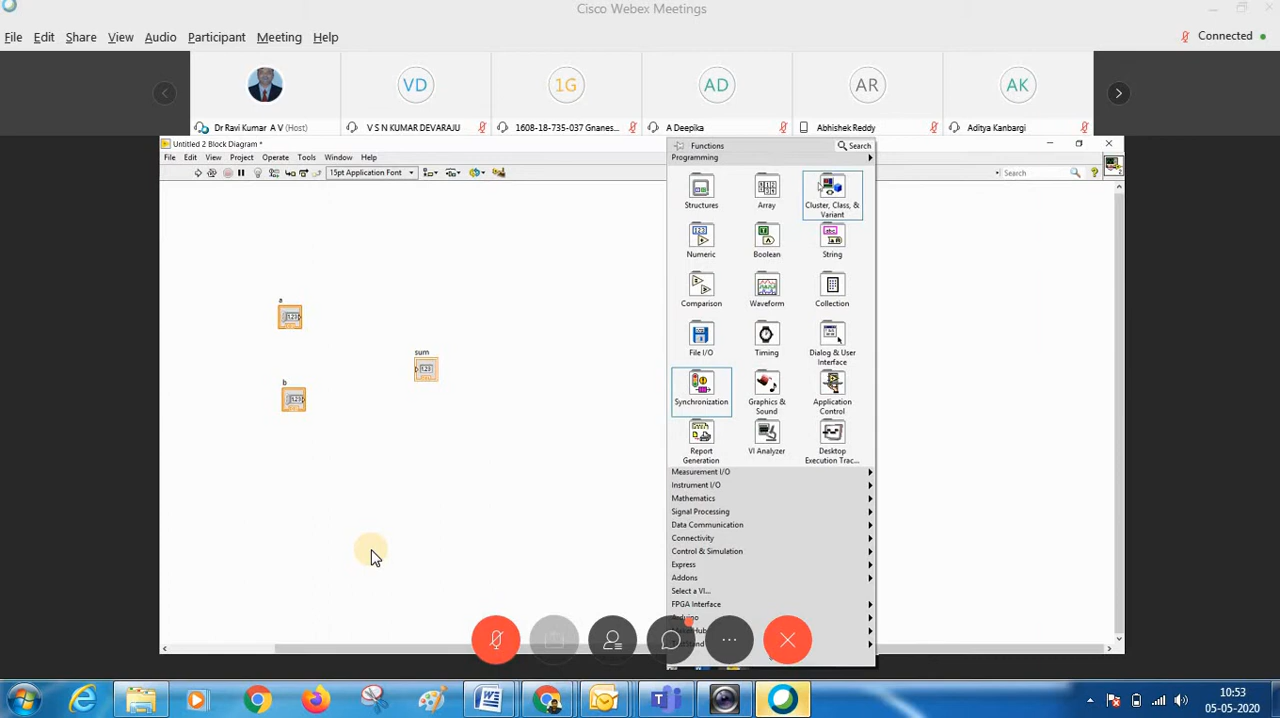 Cisco Webex Meetings
File Edit Share View Audio Participant Meeting Help
Connected
VD 1G AD AR AK
Dr Ravi Kumar A V (Host) V S N KUMAR DEVARAJU 1608-18-735-037 Gnanes... A Deepika Abhishek Reddy Aditya Kanbargi
Untitled 2 Block Diagram *
File Edit View Project Operate Tools Window Help
15pt Application Font
Search
Functions
Search
Programming
Structures Array Cluster, Class, & Variant
Numeric Boolean String
Comparison Waveform Collection
File I/O Timing Dialog & User Interface
Synchronization Graphics & Sound Application Control
Report Generation VI Analyzer Desktop Execution Trac...
Measurement I/O
Instrument I/O
Mathematics
Signal Processing
Data Communication
Connectivity
Control & Simulation
Express
Addons
Select a VI...
FPGA Interface
Arduino
a
b
sum
10:53
05-05-2020